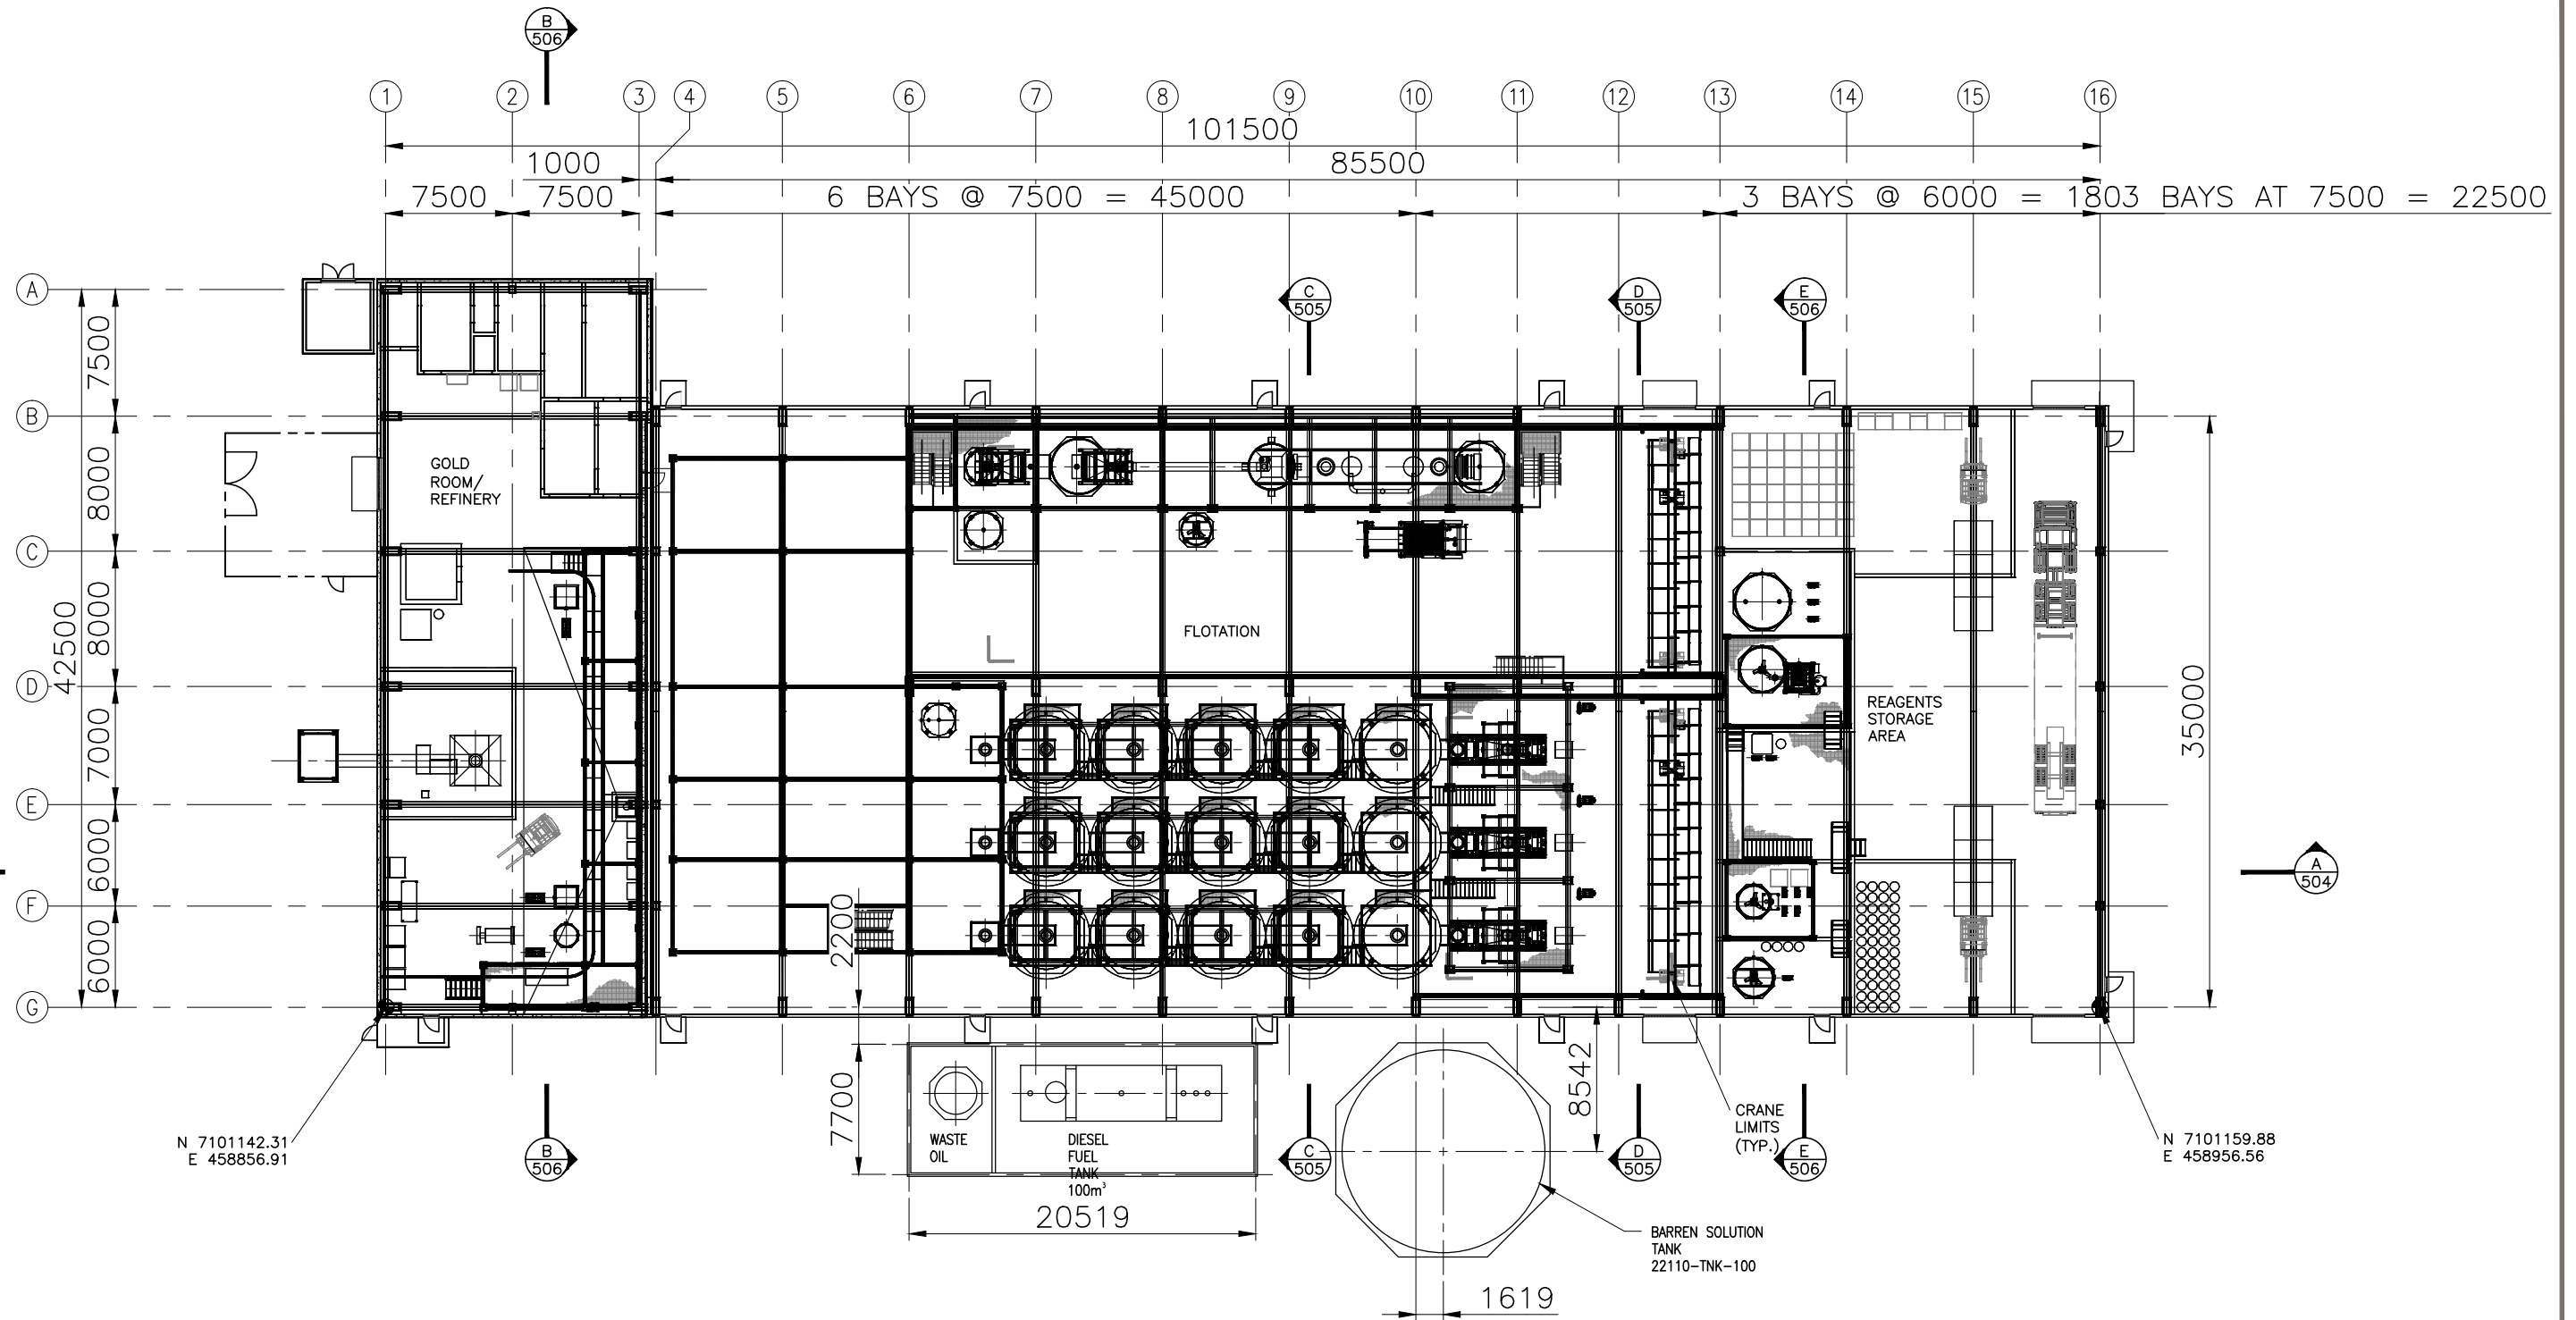 B
506
1
2
3
4
5
6
7
8
9
10
11
12
13
14
15
16
101500
1000
85500
7500
7500
6 BAYS @ 7500 = 45000
3 BAYS @ 6000 = 1803 BAYS AT 7500 = 22500
A
B
C
D
E
F
G
7500
8000
8000
7000
6000
6000
42500
C
505
D
505
E
506
GOLD
ROOM/
REFINERY
FLOTATION
REAGENTS
STORAGE
AREA
35000
A
504
2200
7700
8542
WASTE
OIL
DIESEL
FUEL
TANK
100m³
20519
CRANE
LIMITS
(TYP.)
N 7101142.31
E 458856.91
B
506
C
505
D
505
E
506
N 7101159.88
E 458956.56
BARREN SOLUTION
TANK
22110-TNK-100
1619